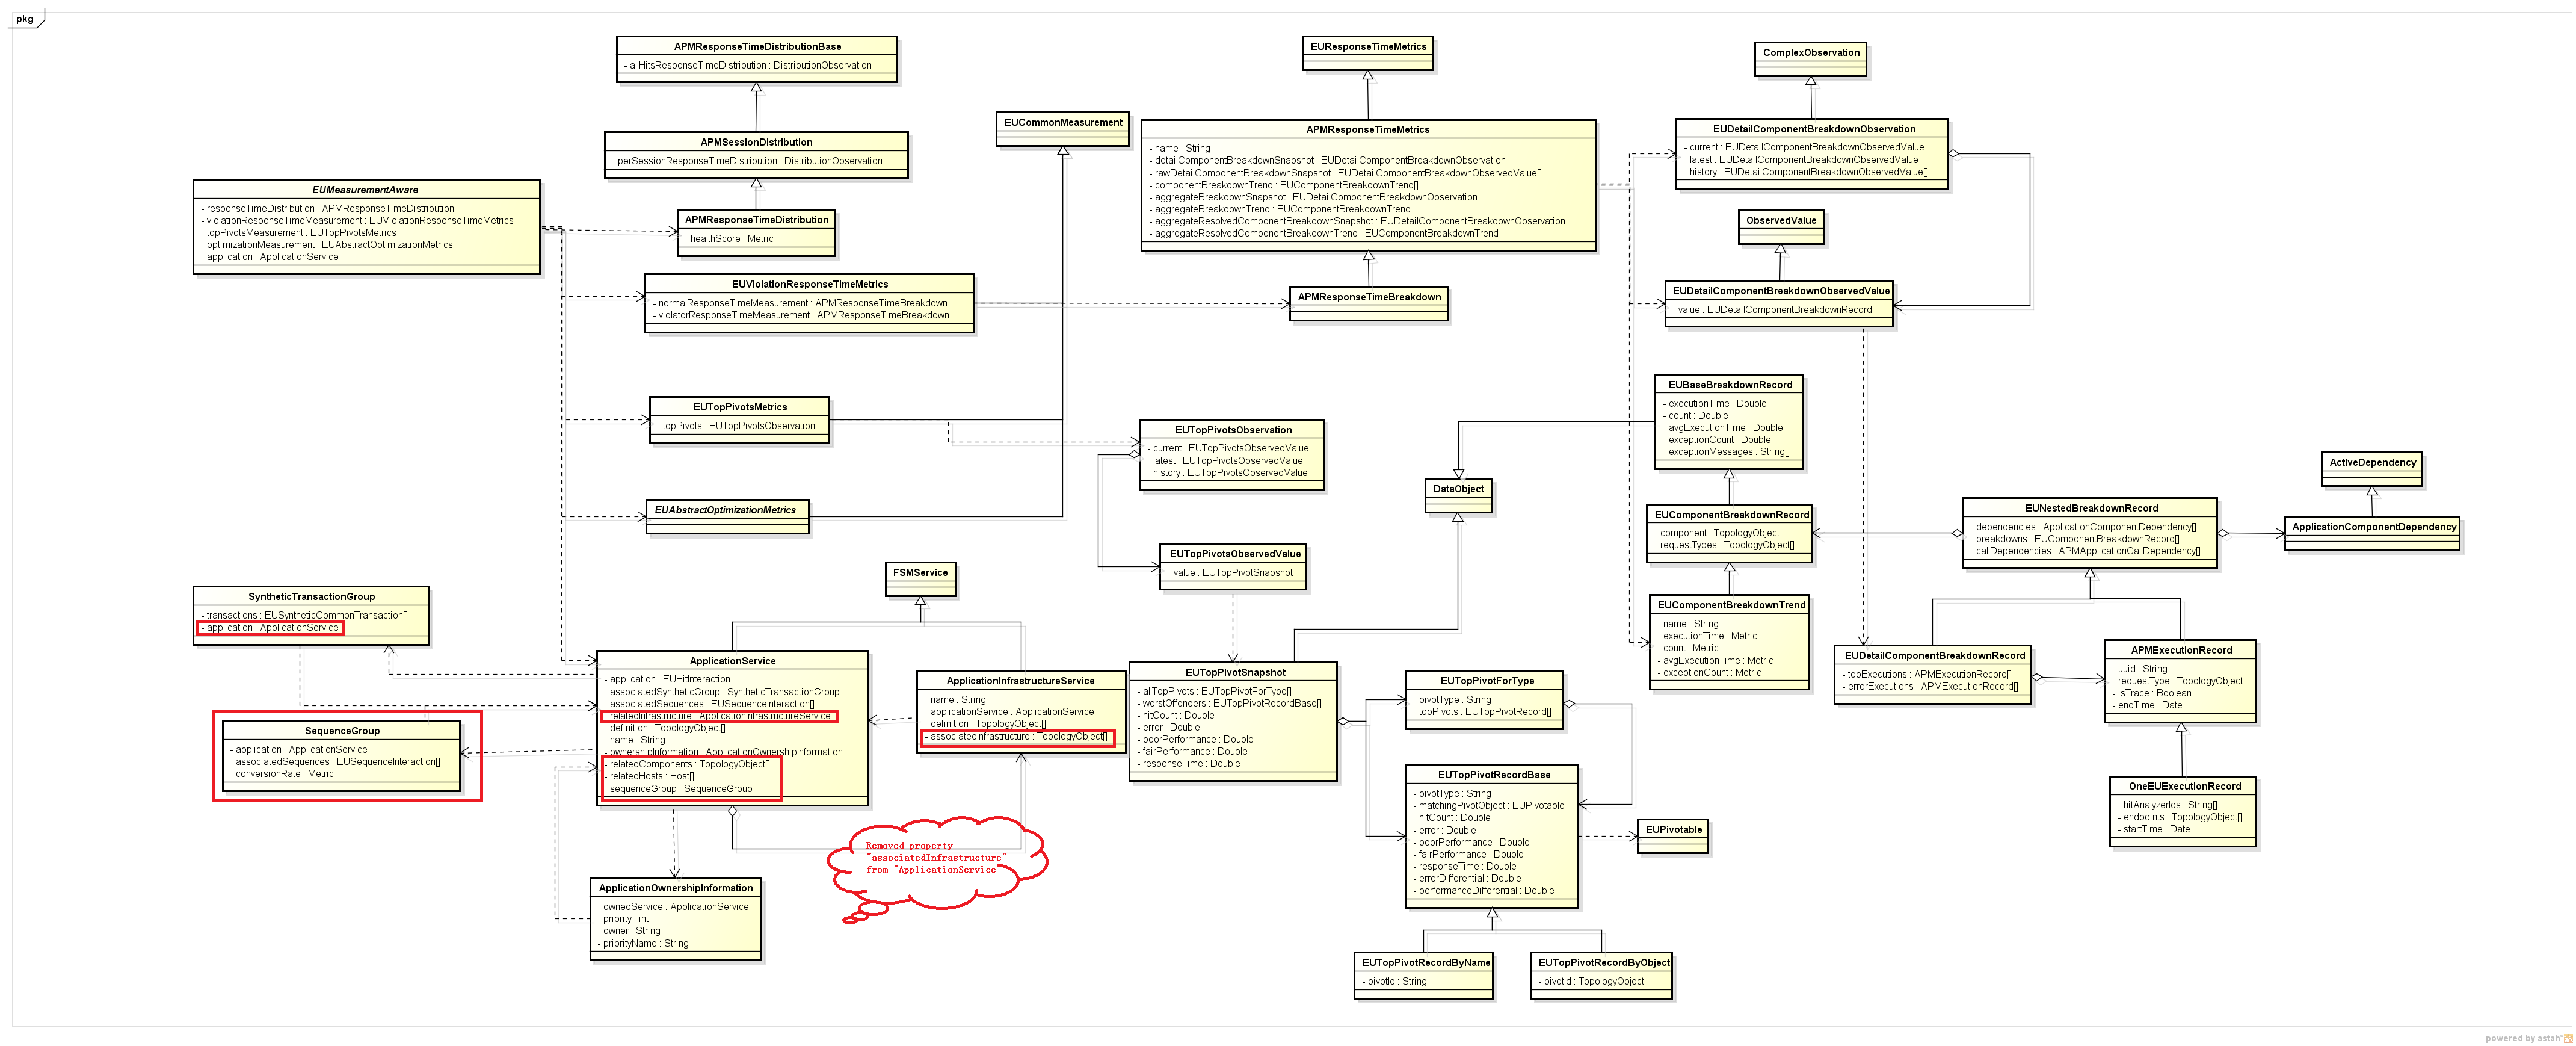 pkg
APMResponseTimeDistributionBase
- allHitsResponseTimeDistribution : DistributionObservation
APMSessionDistribution
- perSessionResponseTimeDistribution : DistributionObservation
EUMeasurementAware
- responseTimeDistribution : APMResponseTimeDistribution
- violationResponseTimeMeasurement : EUViolationResponseTimeMetrics
- topPivotsMeasurement : EUTopPivotsMetrics
- optimizationMeasurement : EUAbstractOptimizationMetrics
- application : ApplicationService
APMResponseTimeDistribution
- healthScore : Metric
EUViolationResponseTimeMetrics
- normalResponseTimeMeasurement : APMResponseTimeBreakdown
- violatorResponseTimeMeasurement : APMResponseTimeBreakdown
EUTopPivotsMetrics
- topPivots : EUTopPivotsObservation
EUAbstractOptimizationMetrics
EUCommonMeasurement
EUResponseTimeMetrics
APMResponseTimeMetrics
- name : String
- detailComponentBreakdownSnapshot : EUDetailComponentBreakdownObservation
- rawDetailComponentBreakdownSnapshot : EUDetailComponentBreakdownObservedValue[]
- componentBreakdownTrend : EUComponentBreakdownTrend[]
- aggregateBreakdownSnapshot : EUDetailComponentBreakdownObservation
- aggregateBreakdownTrend : EUComponentBreakdownTrend
- aggregateResolvedComponentBreakdownSnapshot : EUDetailComponentBreakdownObservation
- aggregateResolvedComponentBreakdownTrend : EUComponentBreakdownTrend
APMResponseTimeBreakdown
ComplexObservation
EUDetailComponentBreakdownObservation
- current : EUDetailComponentBreakdownObservedValue
- latest : EUDetailComponentBreakdownObservedValue
- history : EUDetailComponentBreakdownObservedValue[]
ObservedValue
EUDetailComponentBreakdownObservedValue
- value : EUDetailComponentBreakdownRecord
EUBaseBreakdownRecord
- executionTime : Double
- count : Double
- avgExecutionTime : Double
- exceptionCount : Double
- exceptionMessages : String[]
EUTopPivotsObservation
- current : EUTopPivotsObservedValue
- latest : EUTopPivotsObservedValue
- history : EUTopPivotsObservedValue
DataObject
EUComponentBreakdownRecord
- component : TopologyObject
- requestTypes : TopologyObject[]
ActiveDependency
EUNestedBreakdownRecord
- dependencies : ApplicationComponentDependency[]
- breakdowns : EUComponentBreakdownRecord[]
- callDependencies : APMApplicationCallDependency[]
ApplicationComponentDependency
EUTopPivotsObservedValue
- value : EUTopPivotSnapshot
FSMService
SyntheticTransactionGroup
- transactions : EUSyntheticCommonTransaction[]
- application : ApplicationService
EUComponentBreakdownTrend
- name : String
- executionTime : Metric
- count : Metric
- avgExecutionTime : Metric
- exceptionCount : Metric
EUDetailComponentBreakdownRecord
- topExecutions : APMExecutionRecord[]
- errorExecutions : APMExecutionRecord[]
APMExecutionRecord
- uuid : String
- requestType : TopologyObject
- isTrace : Boolean
- endTime : Date
ApplicationService
- application : EUHitInteraction
- associatedSyntheticGroup : SyntheticTransactionGroup
- associatedSequences : EUSequenceInteraction[]
- relatedInfrastructure : ApplicationInfrastructureService
- definition : TopologyObject[]
- name : String
- ownershipInformation : ApplicationOwnershipInformation
- relatedComponents : TopologyObject[]
- relatedHosts : Host[]
- sequenceGroup : SequenceGroup
ApplicationInfrastructureService
- name : String
- applicationService : ApplicationService
- definition : TopologyObject[]
- associatedInfrastructure : TopologyObject[]
EUTopPivotSnapshot
- allTopPivots : EUTopPivotForType[]
- worstOffenders : EUTopPivotRecordBase[]
- hitCount : Double
- error : Double
- poorPerformance : Double
- fairPerformance : Double
- responseTime : Double
EUTopPivotForType
- pivotType : String
- topPivots : EUTopPivotRecord[]
SequenceGroup
- application : ApplicationService
- associatedSequences : EUSequenceInteraction[]
- conversionRate : Metric
EUTopPivotRecordBase
- pivotType : String
- matchingPivotObject : EUPivotable
- hitCount : Double
- error : Double
- poorPerformance : Double
- fairPerformance : Double
- responseTime : Double
- errorDifferential : Double
- performanceDifferential : Double
EUPivotable
OneEUExecutionRecord
- hitAnalyzerIds : String[]
- endpoints : TopologyObject[]
- startTime : Date
Removed property
"associatedInfrastructure"
from "ApplicationService"
ApplicationOwnershipInformation
- ownedService : ApplicationService
- priority : int
- owner : String
- priorityName : String
EUTopPivotRecordByName
- pivotId : String
EUTopPivotRecordByObject
- pivotId : TopologyObject
powered by astah*